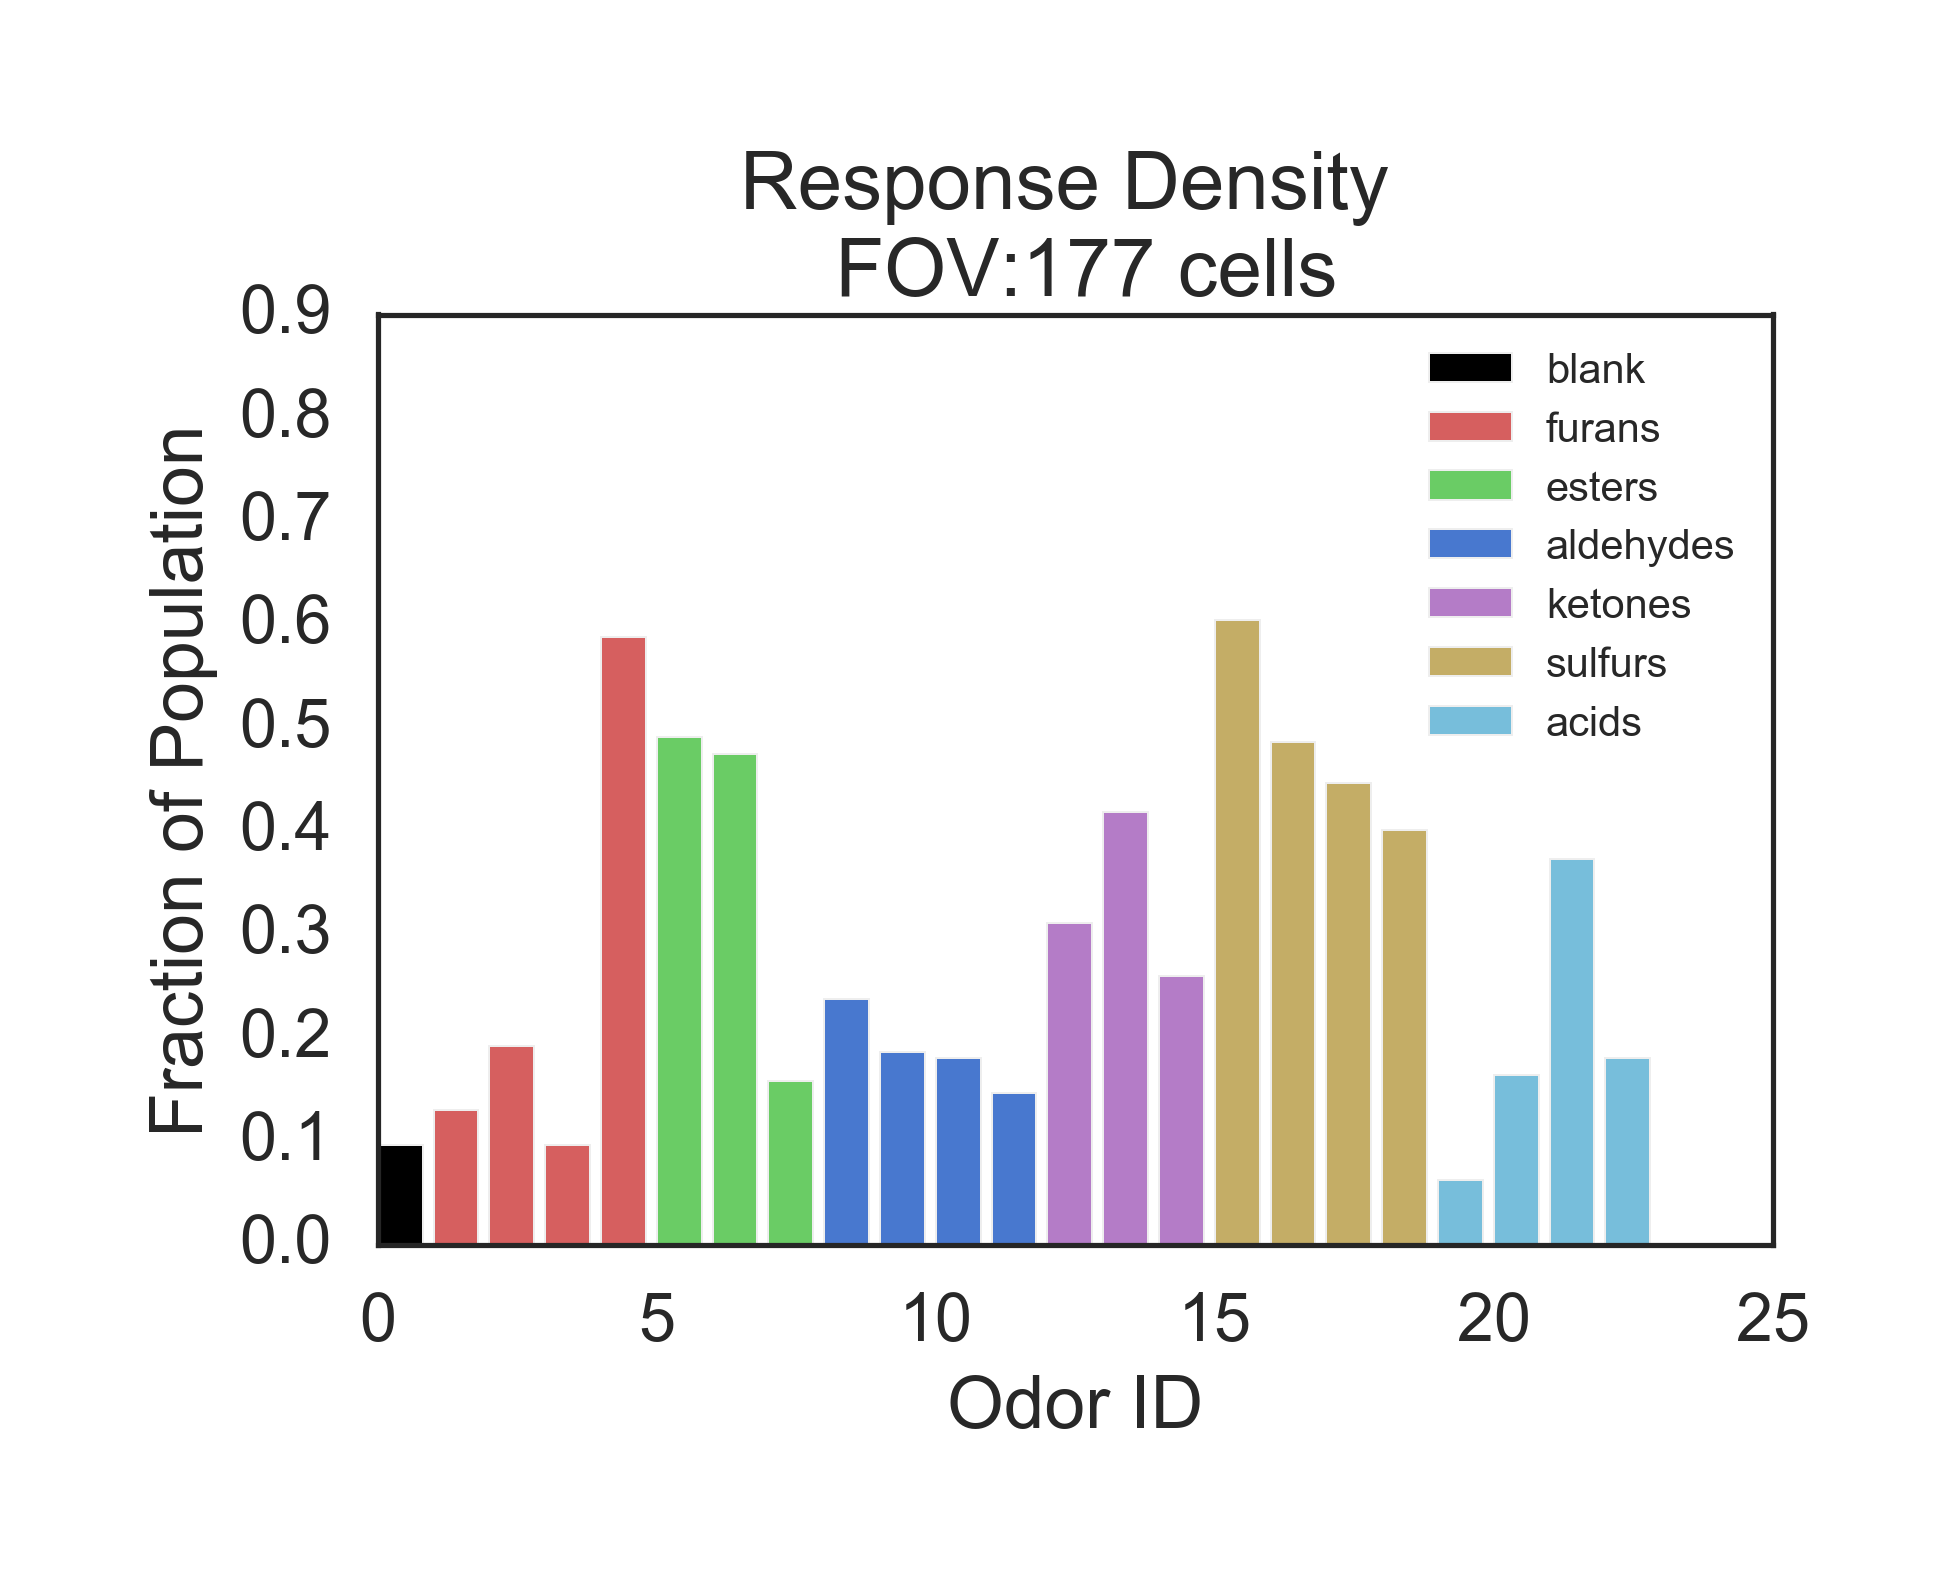 Response Density
FOV:177 cells
0.9
0.8
0.7
0.6
0.5
0.4
0.3
0.2
0.1
0.0
Fraction of Population
blank
furans
esters
aldehydes
ketones
sulfurs
acids
0 5 10 15 20 25
Odor ID